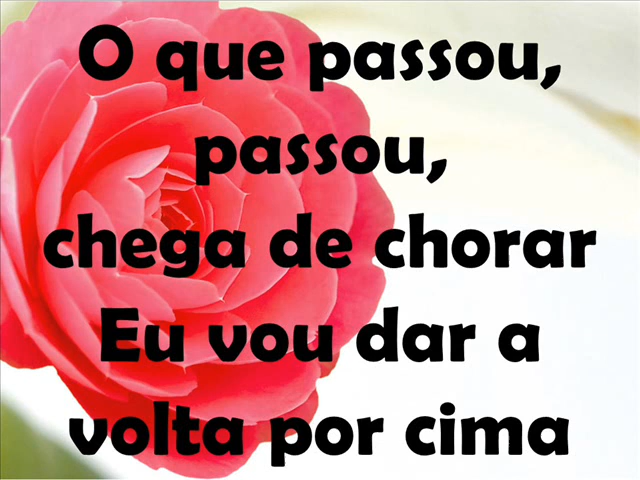 O que passou,
passou,
chega de chorar
Eu vou dar a
volta por cima